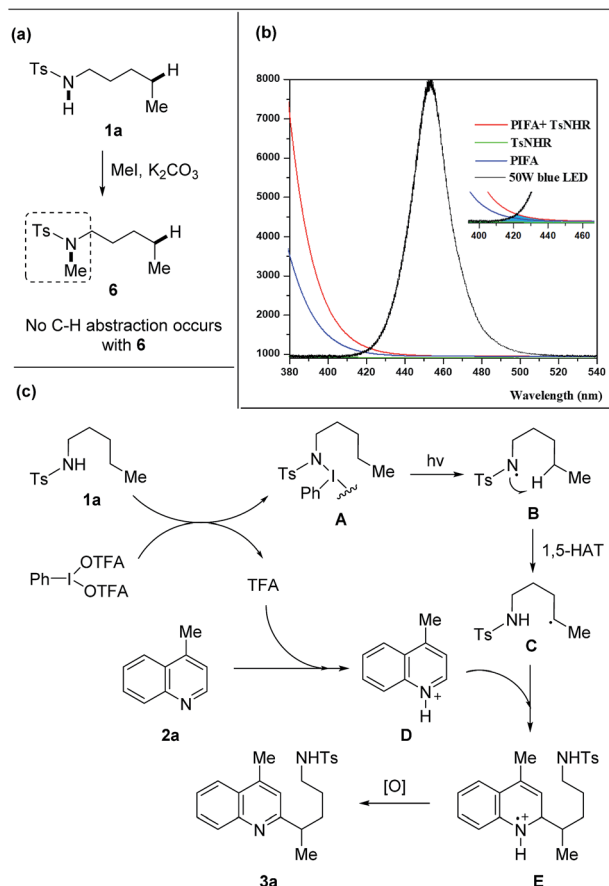 (a)
Ts
N
H
H
Me
1a
MeI, K2CO3
Ts
N
Me
H
Me
6
No C-H abstraction occurs
with 6
(b)
8000
7000
6000
5000
4000
3000
2000
1000
380 400 420 440 460 480 500 520 540
Wavelength (nm)
PIFA+ TsNHR
TsNHR
PIFA
50W blue LED
400 420 440 460
(c)
Ts
NH
Me
1a
Ph
I
OTFA
OTFA
TFA
Ts
N
Me
Ph
I
A
hν
Ts
N
H
Me
B
1,5-HAT
Ts
NH
Me
C
Me
N
2a
Me
N
+
H
D
Me
NHTs
N
+
H
Me
E
[O]
Me
NHTs
N
Me
3a